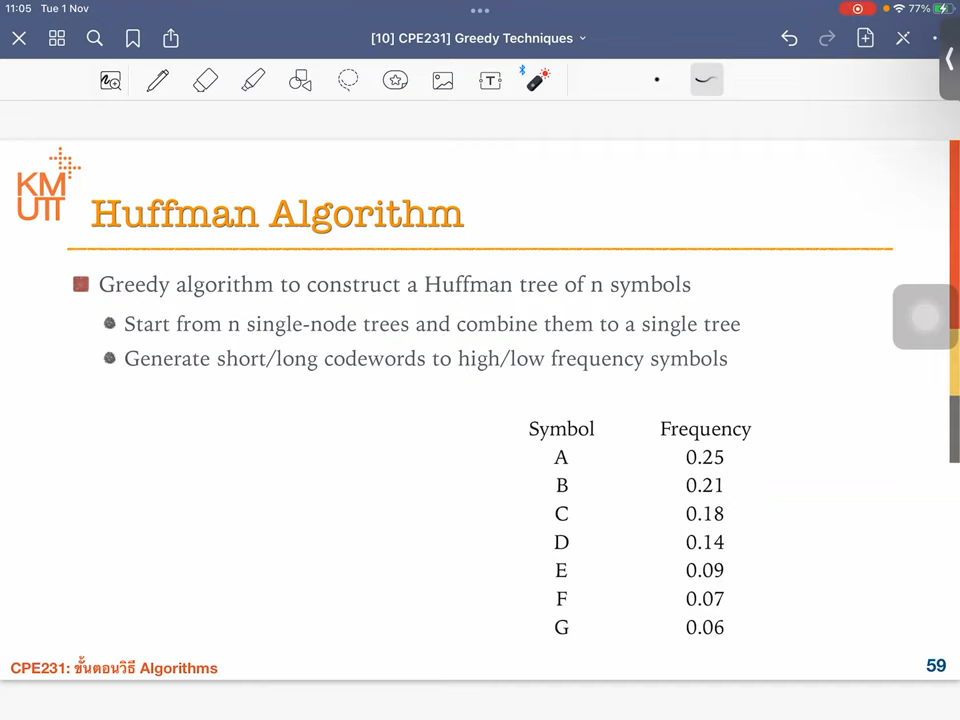 11:05 Tue 1 Nov 77%
[10] CPE231] Greedy Techniques
T
KM
UTT
Huffman Algorithm
Greedy algorithm to construct a Huffman tree of n symbols
Start from n single-node trees and combine them to a single tree
Generate short/long codewords to high/low frequency symbols
Symbol Frequency
A 0.25
B 0.21
C 0.18
D 0.14
E 0.09
F 0.07
G 0.06
CPE231: ขั้นตอนวิธี Algorithms 59